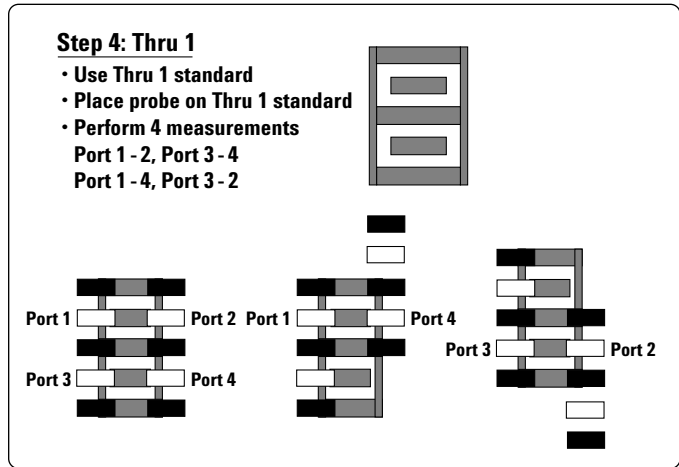 Step 4: Thru 1
• Use Thru 1 standard
• Place probe on Thru 1 standard
• Perform 4 measurements
Port 1 - 2, Port 3 - 4
Port 1 - 4, Port 3 - 2
Port 1 Port 2 Port 1 Port 4
Port 3 Port 2
Port 3 Port 4